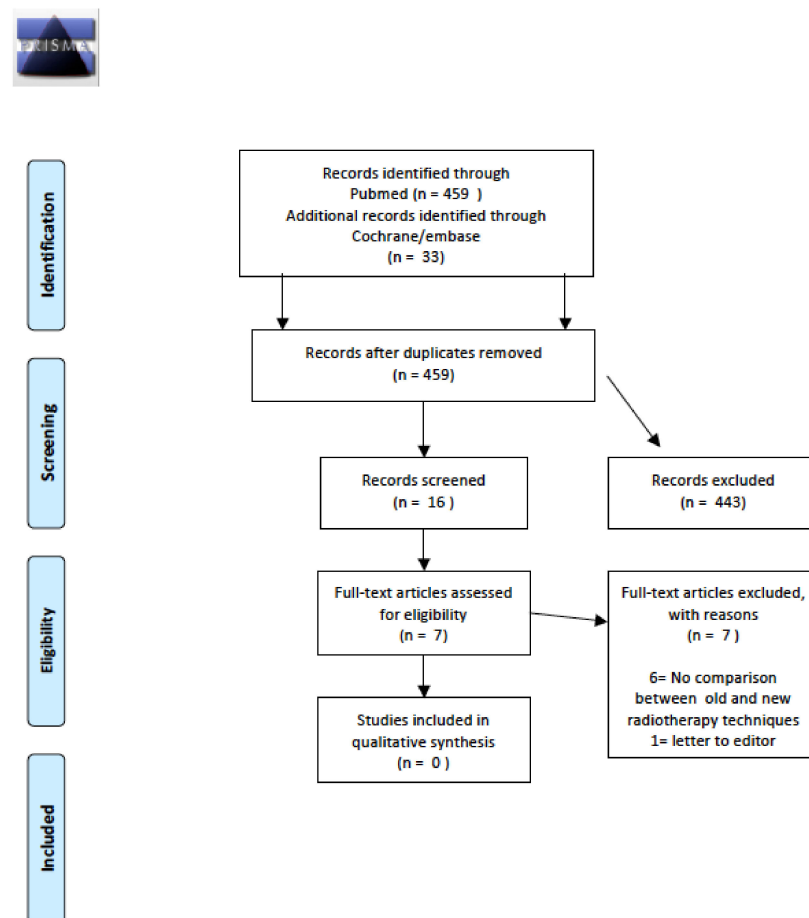 PRISMA
Identification
Records identified through
Pubmed (n = 459 )
Additional records identified through
Cochrane/embase
(n = 33)
Records after duplicates removed
(n = 459)
Screening
Records screened
(n = 16 )
Records excluded
(n = 443)
Eligibility
Full-text articles assessed
for eligibility
(n = 7)
Full-text articles excluded,
with reasons
(n = 7 )
6= No comparison
between old and new
radiotherapy techniques
1= letter to editor
Studies included in
qualitative synthesis
(n = 0 )
Included